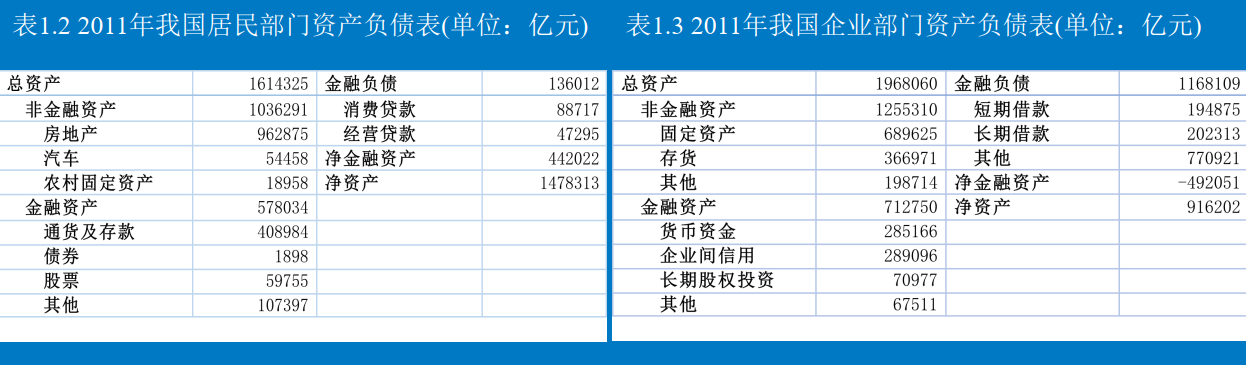 表1.2 2011年我国居民部门资产负债表(单位：亿元)
总资产 1614325 金融负债 136012
非金融资产 1036291 消费贷款 88717
房地产 962875 经营贷款 47295
汽车 54458 净金融资产 442022
农村固定资产 18958 净资产 1478313
金融资产 578034
通货及存款 408984
债券 1898
股票 59755
其他 107397
表1.3 2011年我国企业部门资产负债表(单位：亿元)
总资产 1968060 金融负债 1168109
非金融资产 1255310 短期借款 194875
固定资产 689625 长期借款 202313
存货 366971 其他 770921
其他 198714 净金融资产 -492051
金融资产 712750 净资产 916202
货币资金 285166
企业间信用 289096
长期股权投资 70977
其他 67511